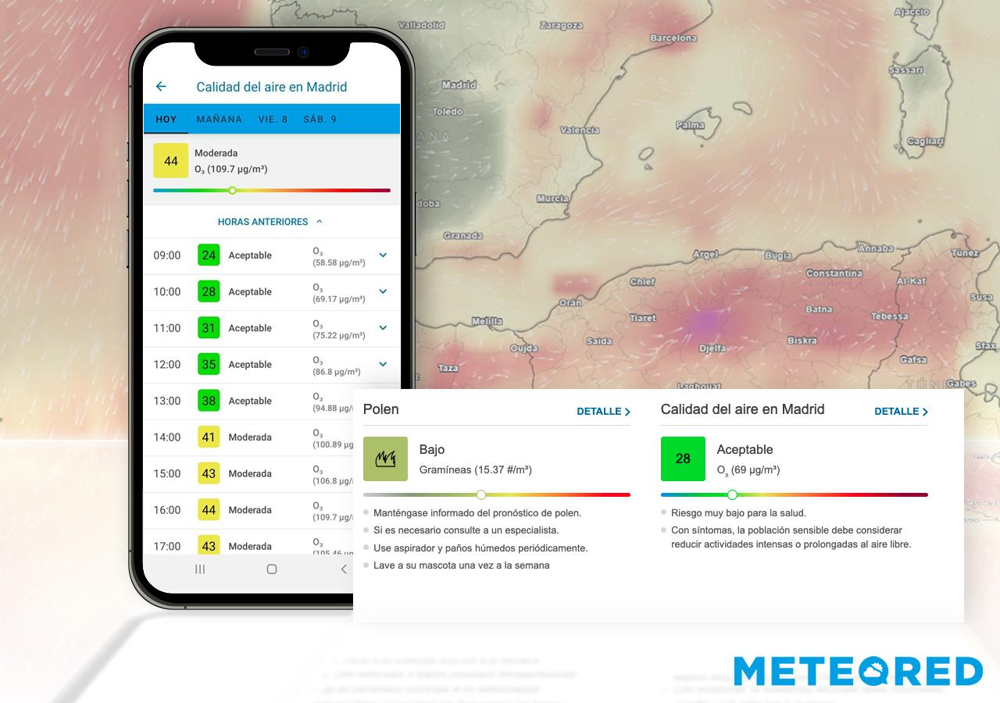 Calidad del aire en Madrid
HOY MAÑANA VIE. 8 SÁB. 9
44
Moderada
O₃ (109.7 µg/m³)
HORAS ANTERIORES
09:00 24 Aceptable O₃ (58.58 µg/m³)
10:00 28 Aceptable O₃ (69.17 µg/m³)
11:00 31 Aceptable O₃ (75.22 µg/m³)
12:00 35 Aceptable O₃ (86.8 µg/m³)
13:00 38 Aceptable O₃ (94.88 µg/
14:00 41 Moderada O₃ (100.89 µg
15:00 43 Moderada O₃ (106.8 µg/
16:00 44 Moderada O₃ (109.7 µg/
17:00 43 Moderada O₃ (105.46 µg
Valladolid
Zaragoza
Barcelona
Ajaccio
Madrid
Sassari
Toledo
ANA
Valencia
Palma
Cagliari
Murcia
doba
Granada
Argel
Bugía
Annaba
Túnez
Chlef
Constantina
Al-Kaf
Orán
Susa
Melilla
Tiaret
Batna
Tebessa
Saida
Oujda
Djelfa
Biskra
Sfax
Taza
Gafsa
Laghouat
TÚN
Gabes
Polen
DETALLE
Bajo
Gramíneas (15.37 #/m³)
Manténgase informado del pronóstico de polen.
Si es necesario consulte a un especialista.
Use aspirador y paños húmedos periódicamente.
Lave a su mascota una vez a la semana
Calidad del aire en Madrid
DETALLE
28
Aceptable
O₃ (69 µg/m³)
Riesgo muy bajo para la salud.
Con síntomas, la población sensible debe considerar
reducir actividades intensas o prolongadas al aire libre.
METEORED